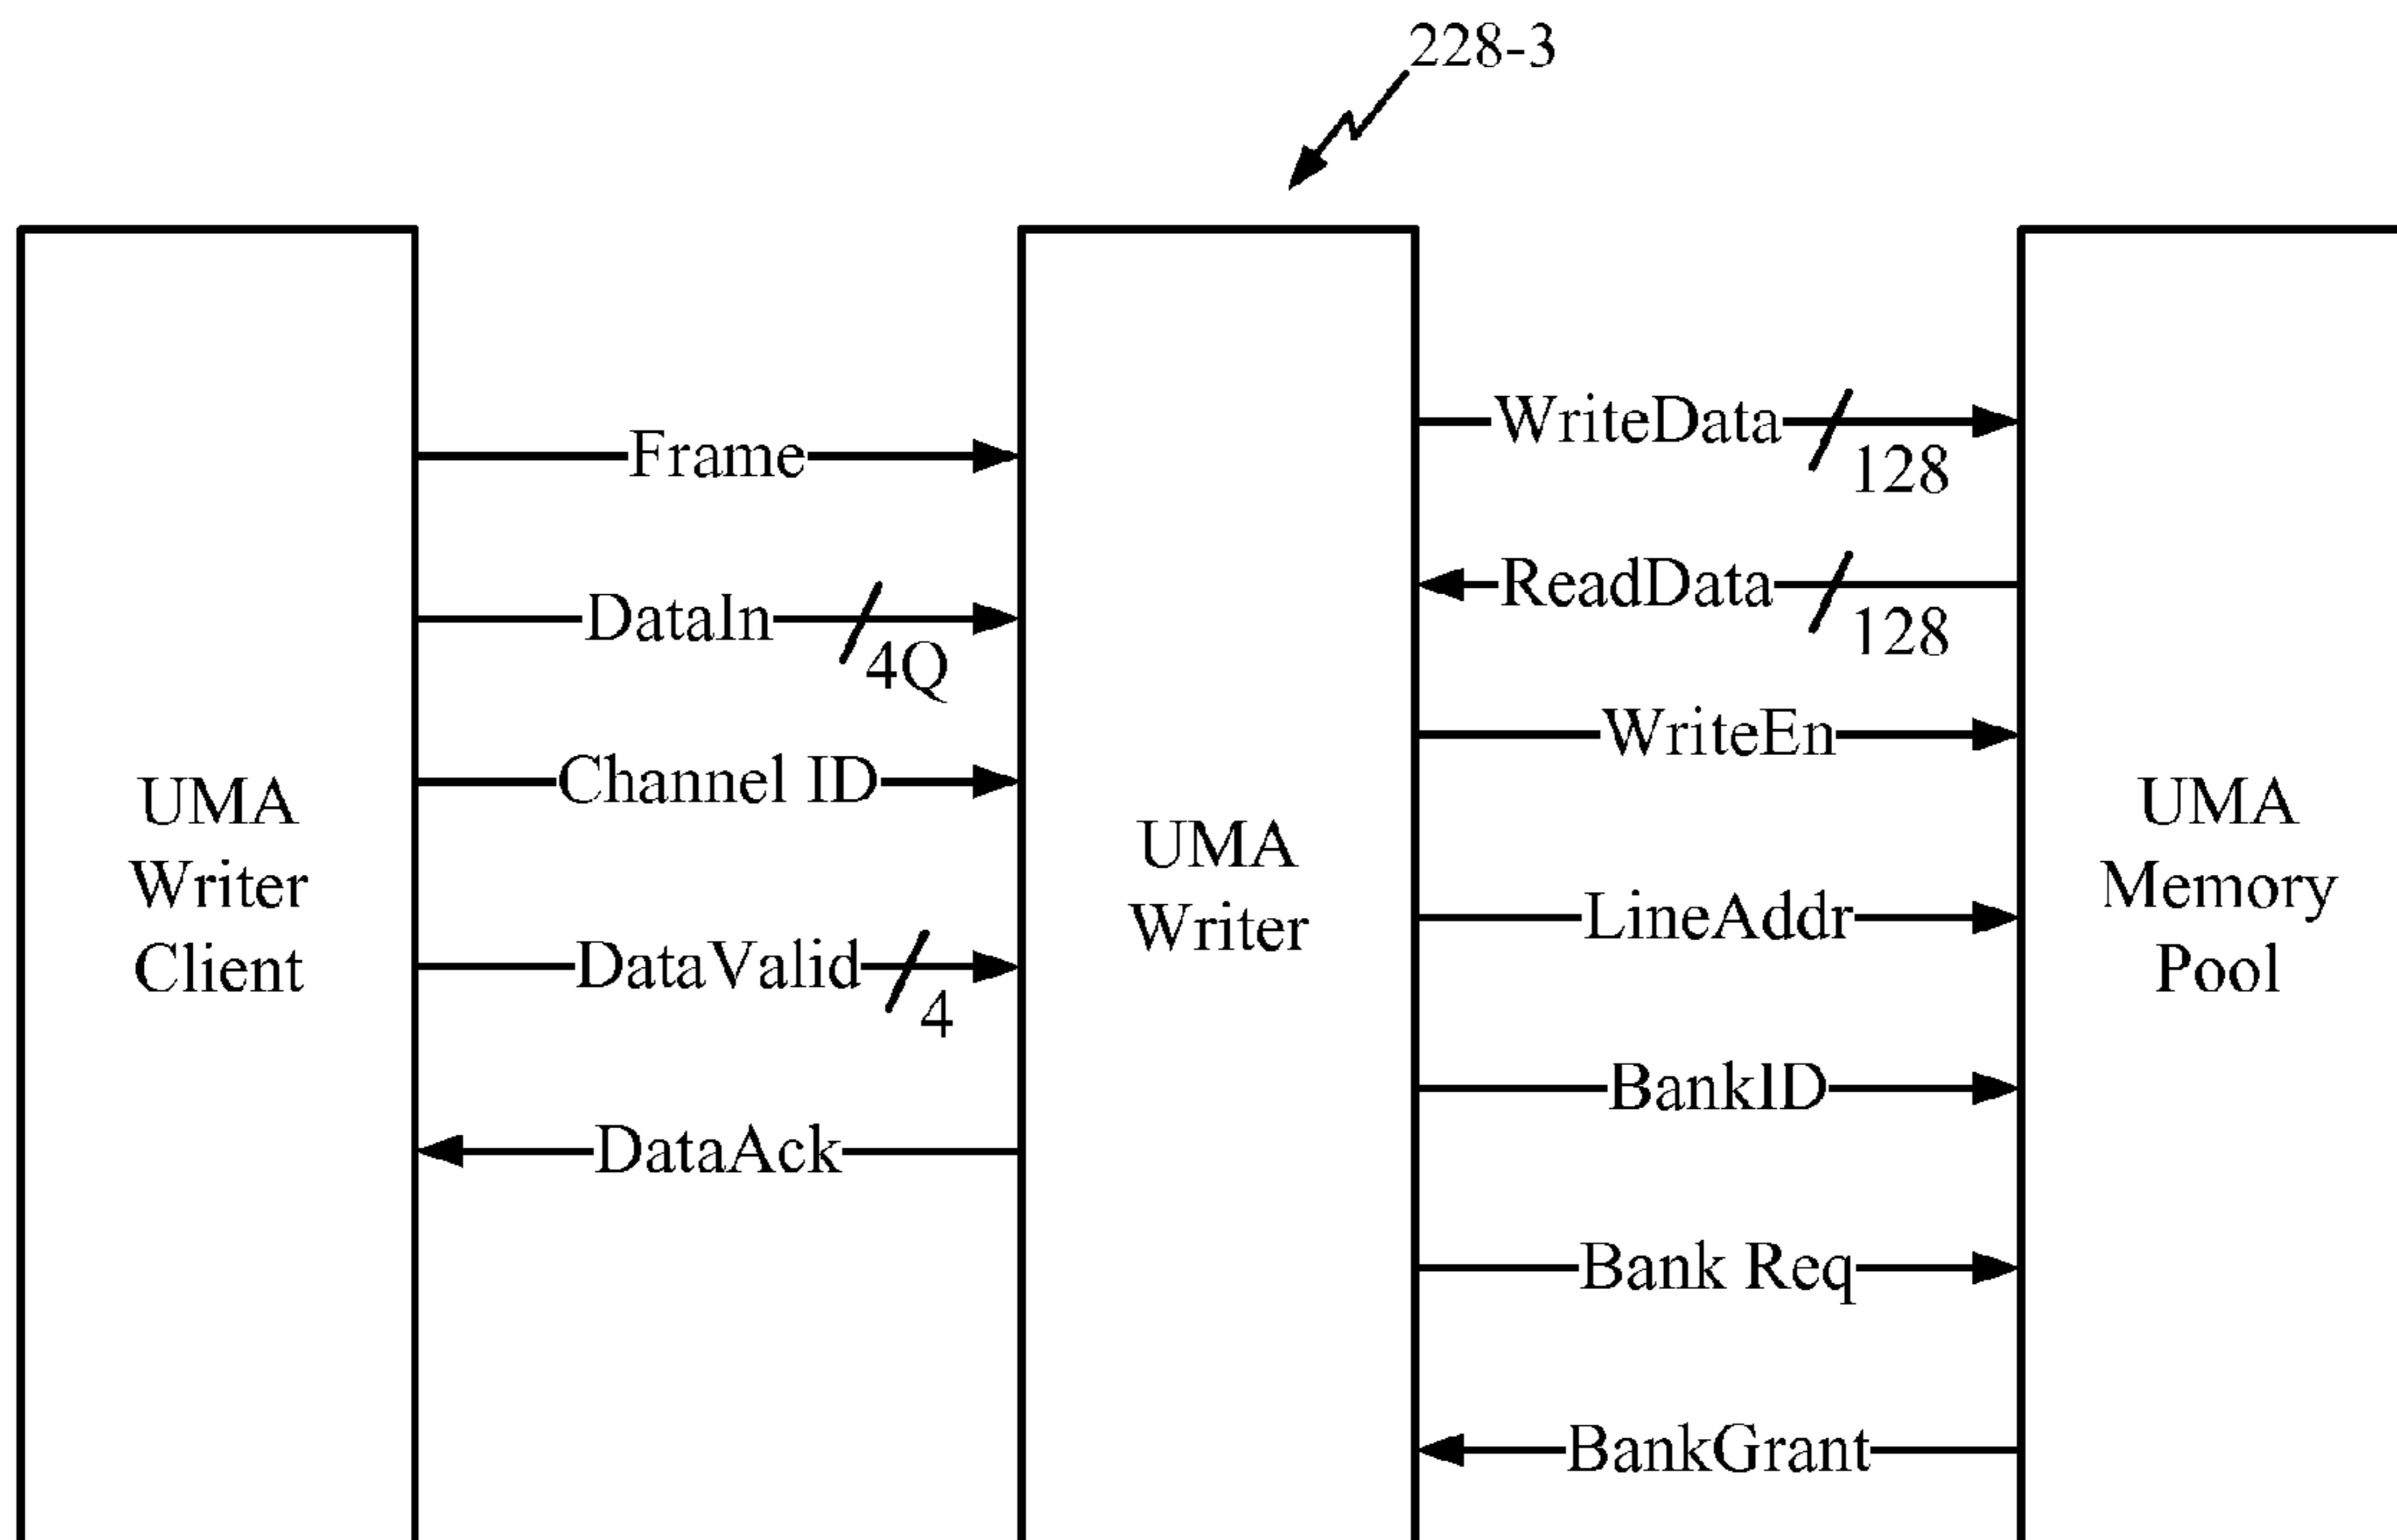 228-3
UMA
Writer
Client
Frame
DataIn
4Q
Channel ID
DataValid
4
DataAck
UMA
Writer
WriteData
128
ReadData
128
WriteEn
LineAddr
BankID
Bank Req
BankGrant
UMA
Memory
Pool